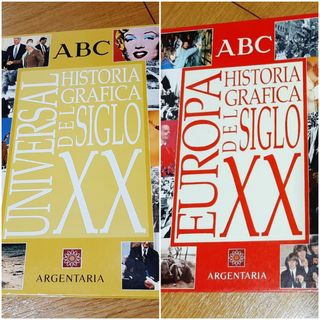 ABC
UNIVERSAL
HISTORIA
GRAFICA
DEL SIGLO
XX
ARGENTARIA
ABC
EUROPA
HISTORIA
GRAFICA
DEL SIGLO
XX
ARGENTARIA